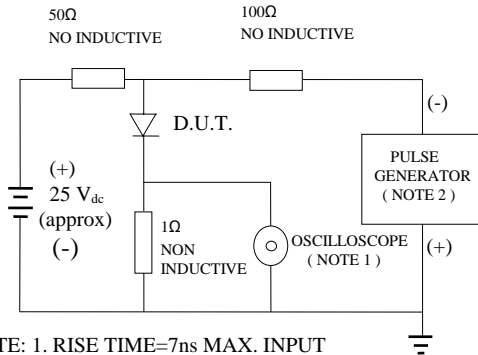 50Ω
NO INDUCTIVE
100Ω
NO INDUCTIVE
(-)
D.U.T.
PULSE
GENERATOR
( NOTE 2 )
(+)
25 Vdc
(approx)
(-)
1Ω
NON
INDUCTIVE
OSCILLOSCOPE
( NOTE 1 )
(+)
TE: 1. RISE TIME=7ns MAX. INPUT